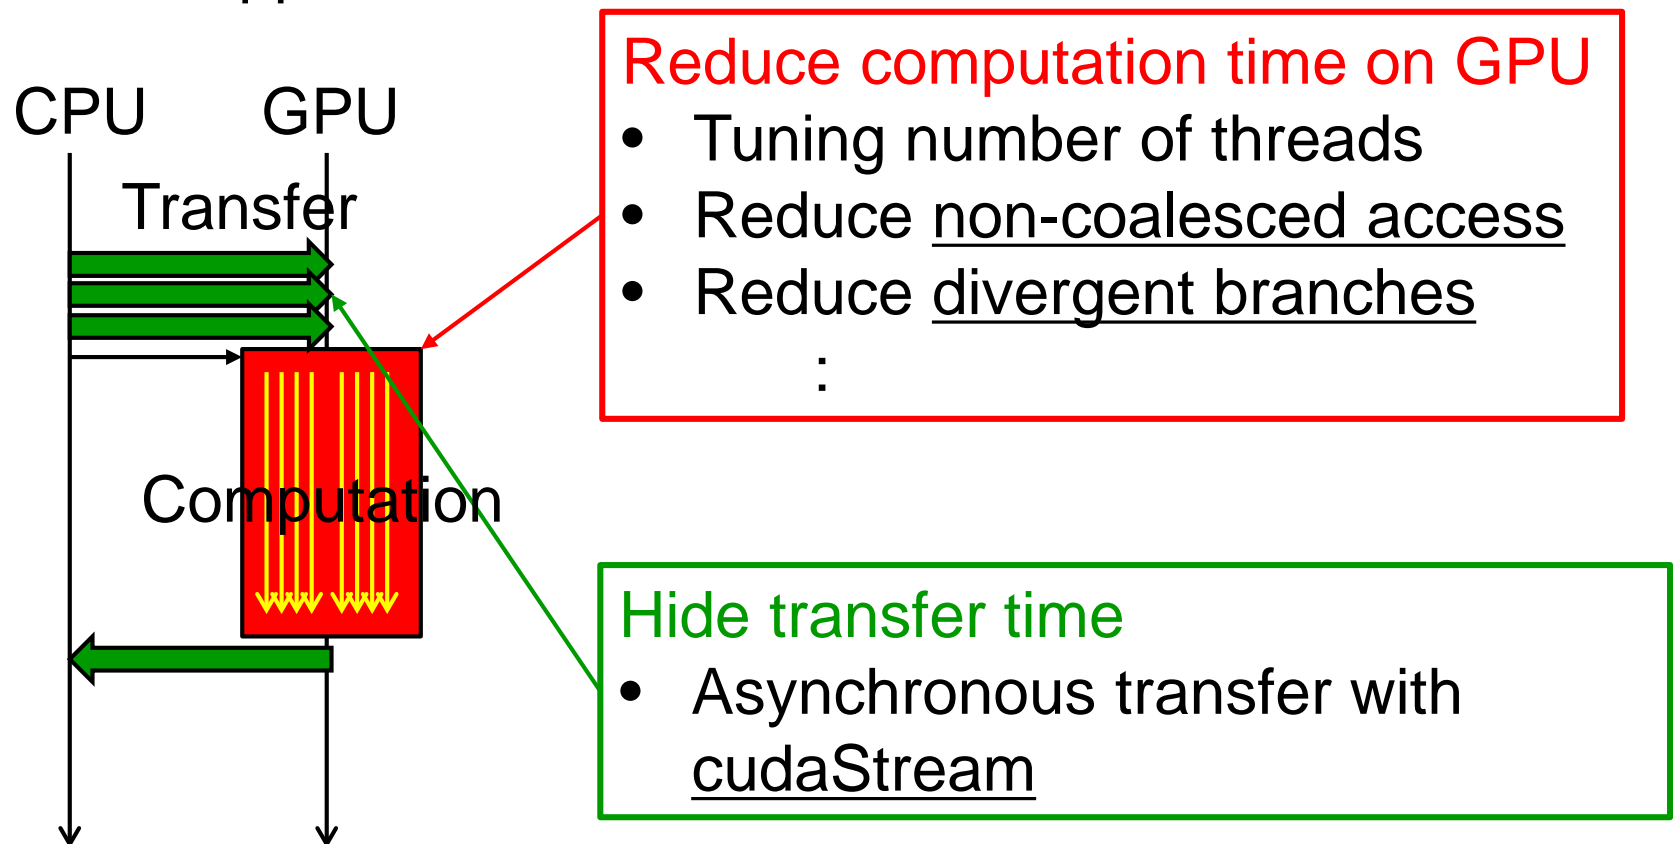 CPU GPU
Transfer
Computation
Reduce computation time on GPU
• Tuning number of threads
• Reduce non-coalesced access
• Reduce divergent branches
:
Hide transfer time
• Asynchronous transfer with
cudaStream